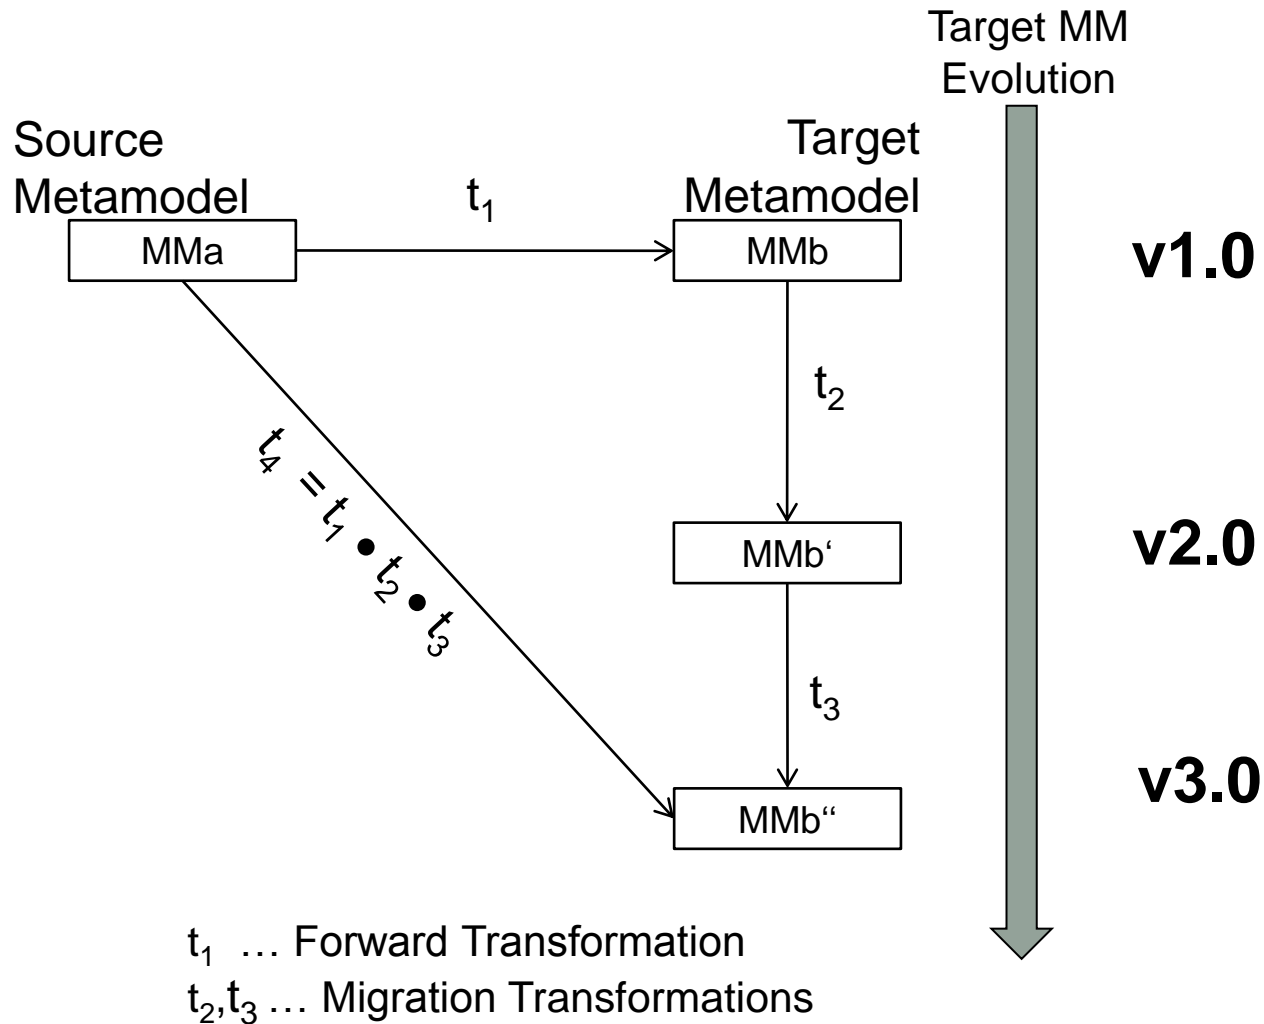 Target MM
Evolution
Source
Metamodel
Target
Metamodel
t₁
MMa
MMb
v1.0
t₂
t₄ = t₁ • t₂ • t₃
MMb‘
v2.0
t₃
MMb“
v3.0
t₁ … Forward Transformation
t₂,t₃ … Migration Transformations